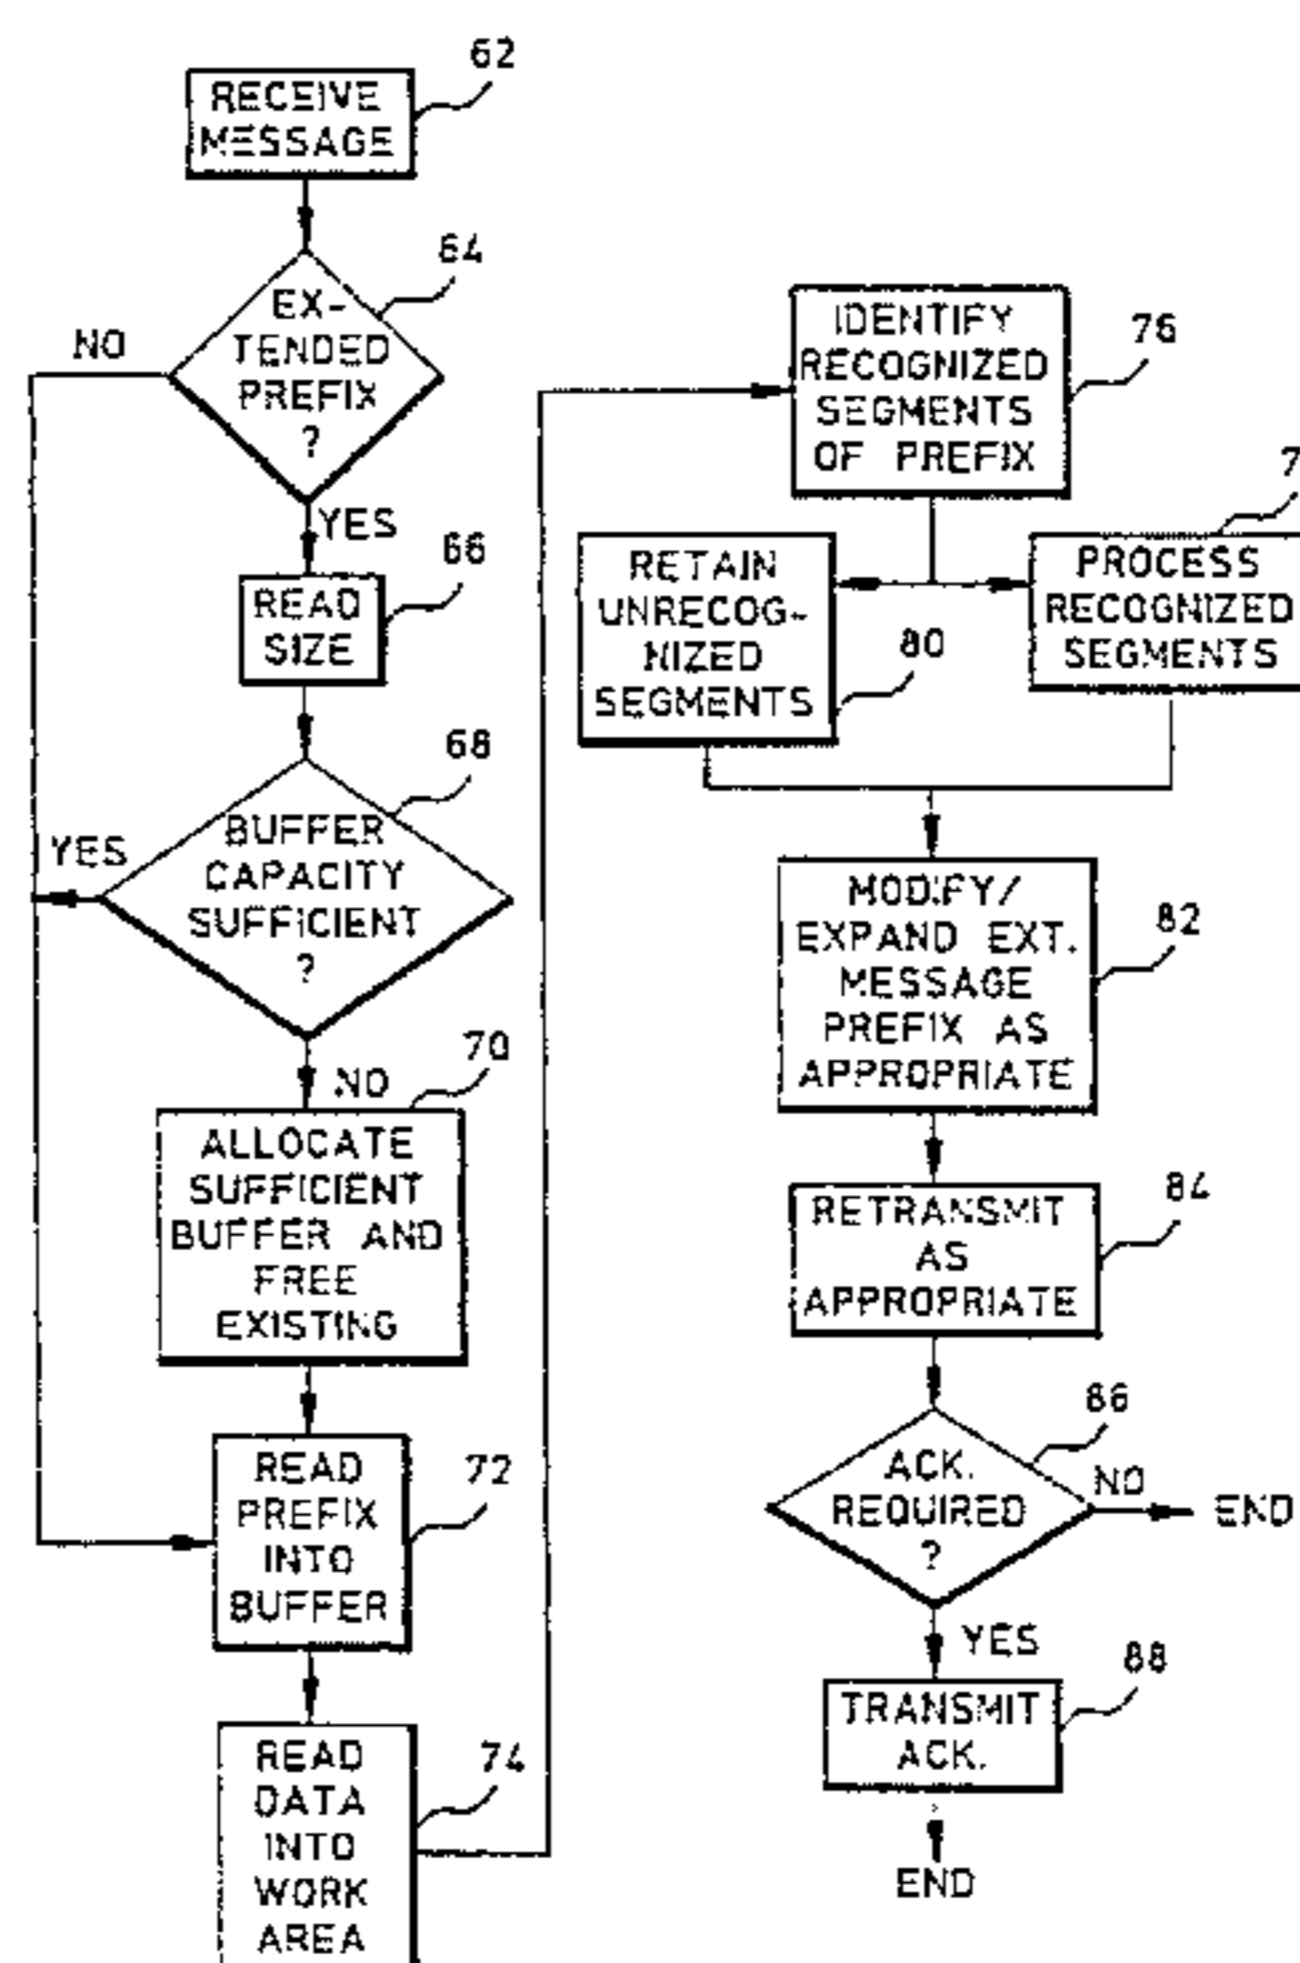 62
RECEIVE
MESSAGE
64
EX-
TENDED
PREFIX
?
NO
YES
66
READ
SIZE
68
BUFFER
CAPACITY
SUFFICIENT
?
YES
NO
70
ALLOCATE
SUFFICIENT
BUFFER AND
FREE
EXISTING
72
READ
PREFIX
INTO
BUFFER
74
READ
DATA
INTO
WORK
AREA
76
IDENTIFY
RECOGNIZED
SEGMENTS
OF PREFIX
7
PROCESS
RECOGNIZED
SEGMENTS
RETAIN
UNRECOG-
NIZED
SEGMENTS
80
82
MODIFY/
EXPAND EXT.
MESSAGE
PREFIX AS
APPROPRIATE
84
RETRANSMIT
AS
APPROPRIATE
86
ACK.
REQUIRED
?
NO
END
YES
88
TRANSMIT
ACK.
END